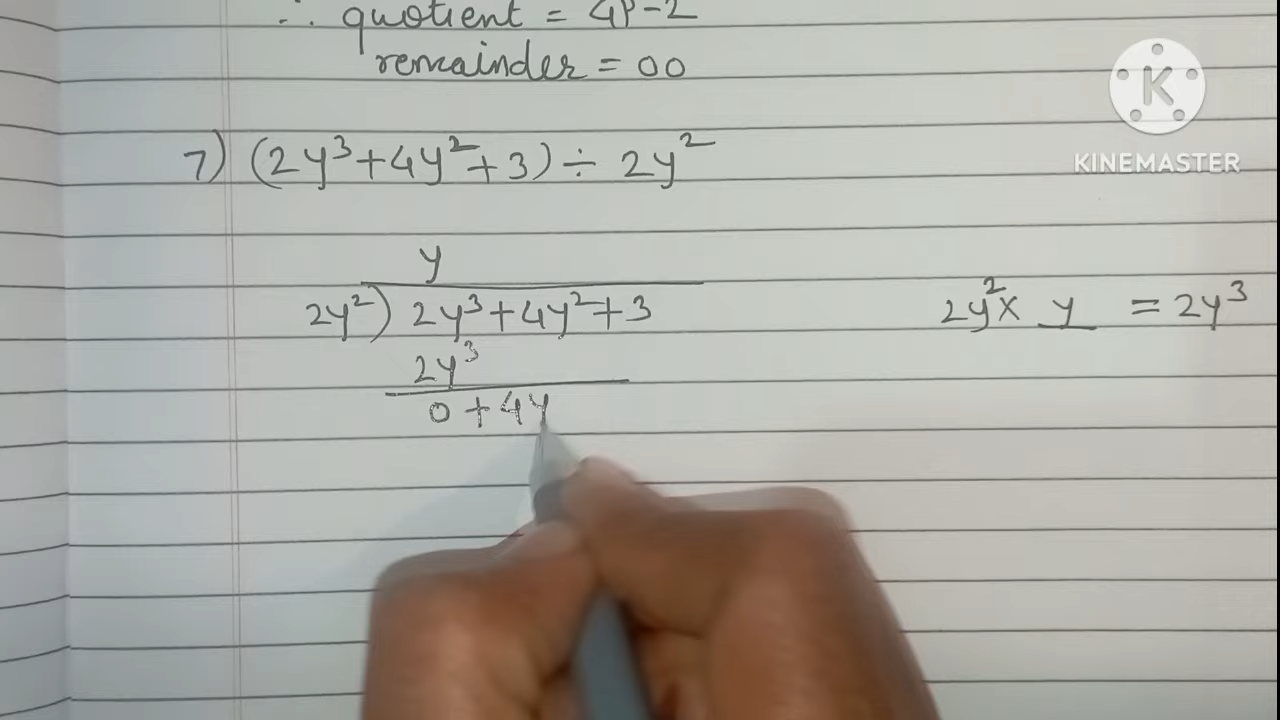 ∴ quotient = 4p-2
remainder = 00
K
KINEMASTER
7) (2y³+4y²+3) ÷ 2y²
y
2y²) 2y³+4y²+3
2y²× y = 2y³
2y³
0 + 4y